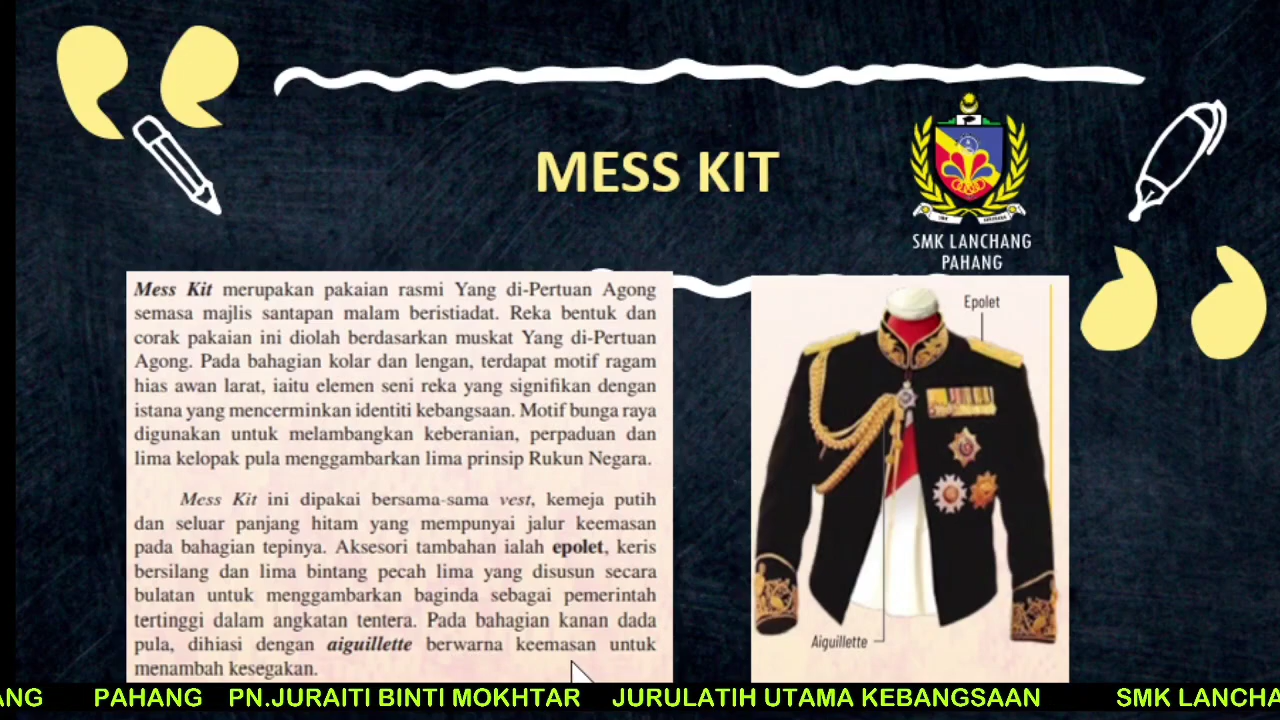 MESS KIT
SMK LANCHANG
PAHANG
Mess Kit merupakan pakaian rasmi Yang di-Pertuan Agong
semasa majlis santapan malam beristiadat. Reka bentuk dan
corak pakaian ini diolah berdasarkan muskat Yang di-Pertuan
Agong. Pada bahagian kolar dan lengan, terdapat motif ragam
hias awan larat, iaitu elemen seni reka yang signifikan dengan
istana yang mencerminkan identiti kebangsaan. Motif bunga raya
digunakan untuk melambangkan keberanian, perpaduan dan
lima kelopak pula menggambarkan lima prinsip Rukun Negara.
Mess Kit ini dipakai bersama-sama vest, kemeja putih
dan seluar panjang hitam yang mempunyai jalur keemasan
pada bahagian tepinya. Aksesori tambahan ialah epolet, keris
bersilang dan lima bintang pecah lima yang disusun secara
bulatan untuk menggambarkan baginda sebagai pemerintah
tertinggi dalam angkatan tentera. Pada bahagian kanan dada
pula, dihiasi dengan aiguillette berwarna keemasan untuk
menambah kesegakan.
Epolet
Aiguillette
ANG PAHANG PN.JURAITI BINTI MOKHTAR JURULATIH UTAMA KEBANGSAAN SMK LANCHA